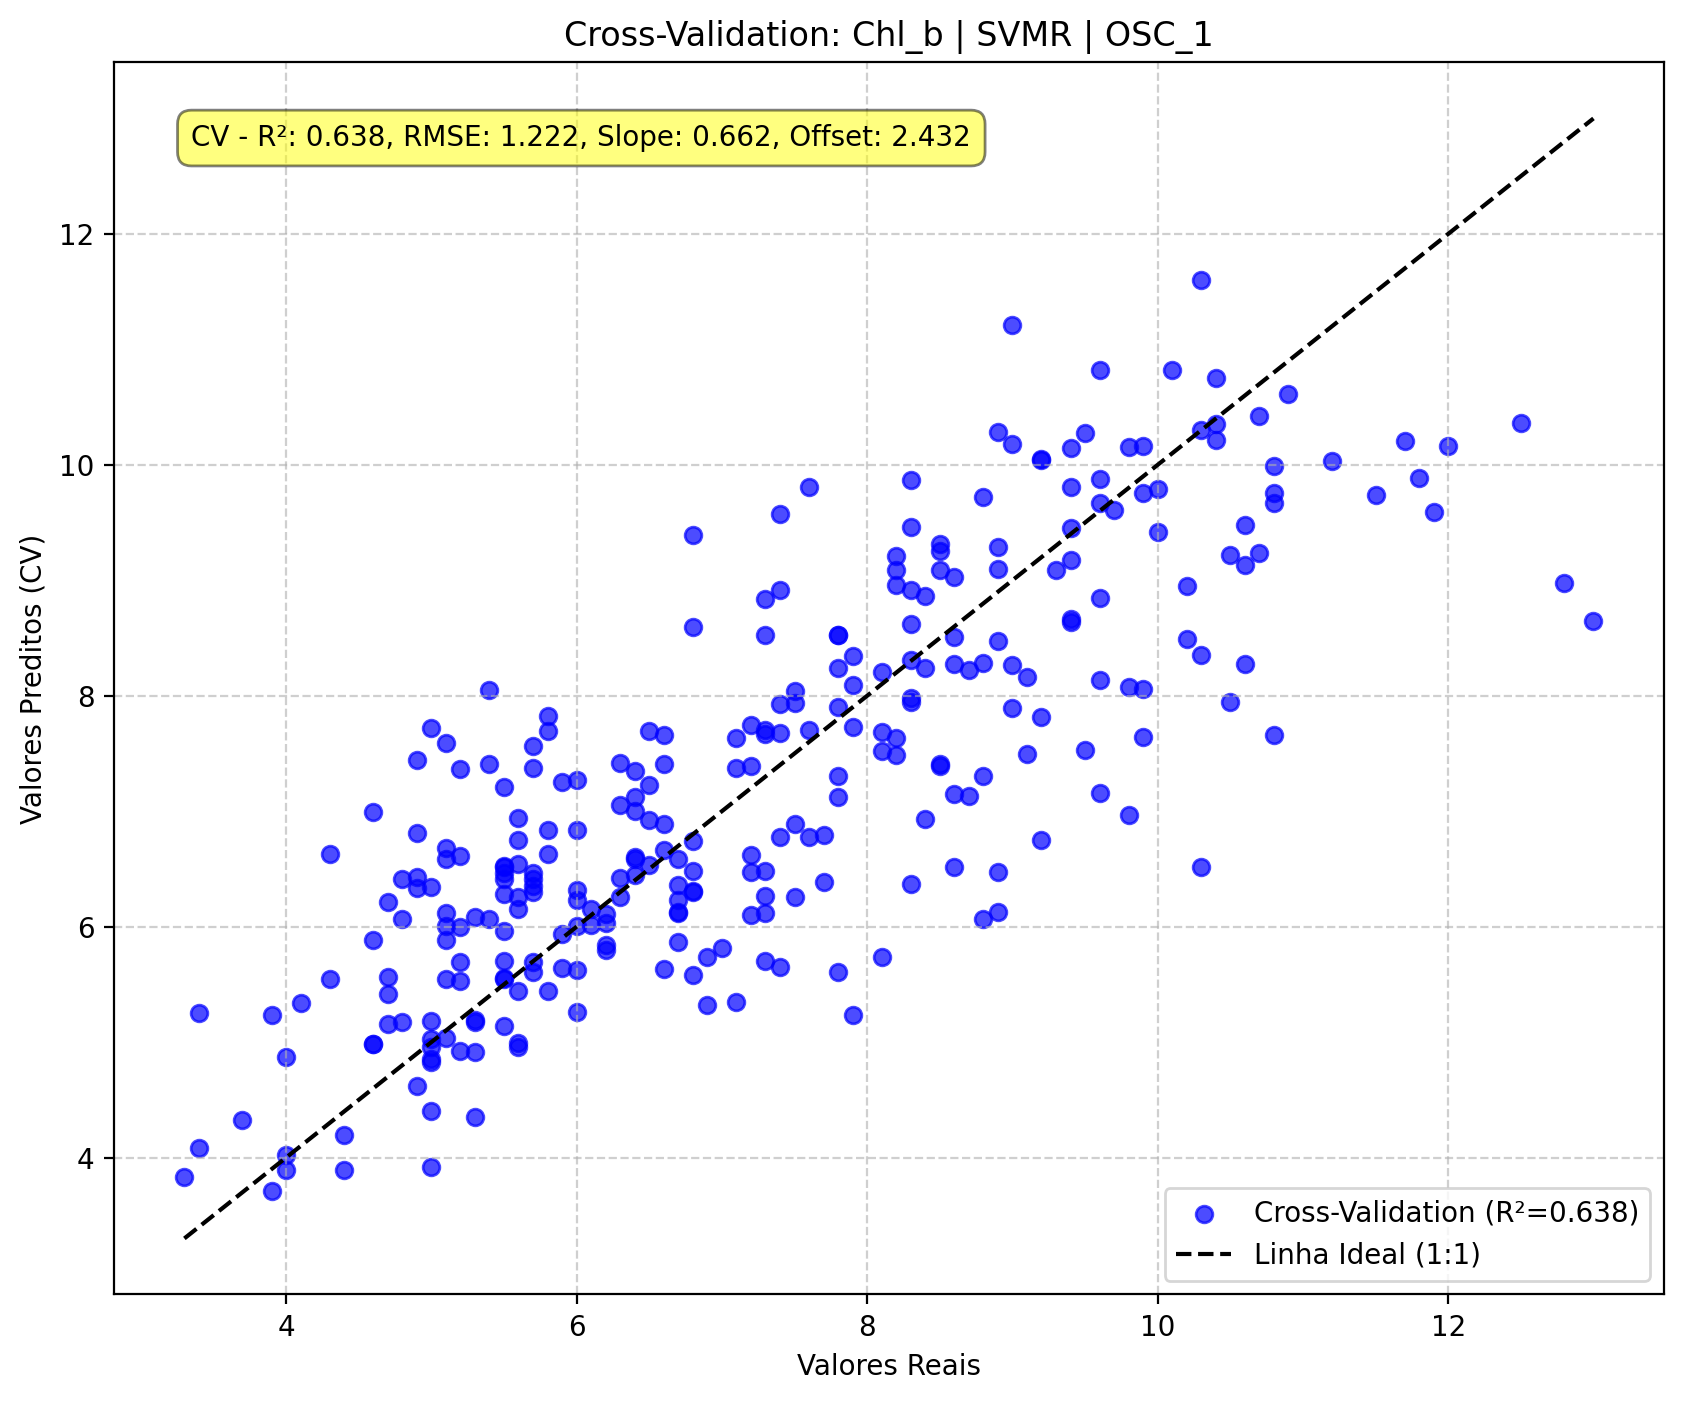 Cross-Validation: Chl_b | SVMR | OSC_1
CV - R²: 0.638, RMSE: 1.222, Slope: 0.662, Offset: 2.432
Valores Preditos (CV)
12
10
8
6
4
Cross-Validation (R²=0.638)
Linha Ideal (1:1)
4 6 8 10 12
Valores Reais